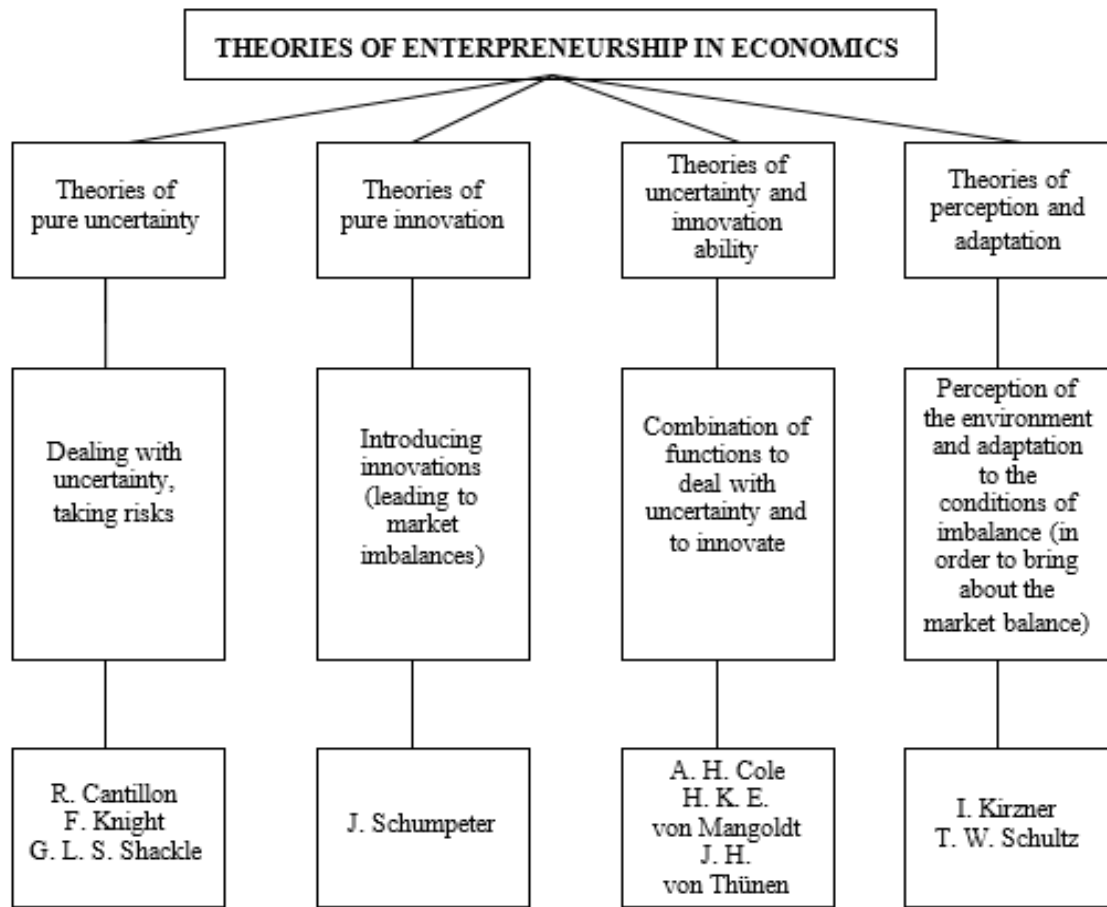 THEORIES OF ENTERPRENEURSHIP IN ECONOMICS
Theories of
pure uncertainty
Theories of
pure innovation
Theories of
uncertainty and
innovation
ability
Theories of
perception and
adaptation
Dealing with
uncertainty,
taking risks
Introducing
innovations
(leading to
market
imbalances)
Combination of
functions to
deal with
uncertainty and
to innovate
Perception of
the environment
and adaptation
to the
conditions of
imbalance (in
order to bring
about the
market balance)
R. Cantillon
F. Knight
G. L. S. Shackle
J. Schumpeter
A. H. Cole
H. K. E.
von Mangoldt
J. H.
von Thünen
I. Kirzner
T. W. Schultz